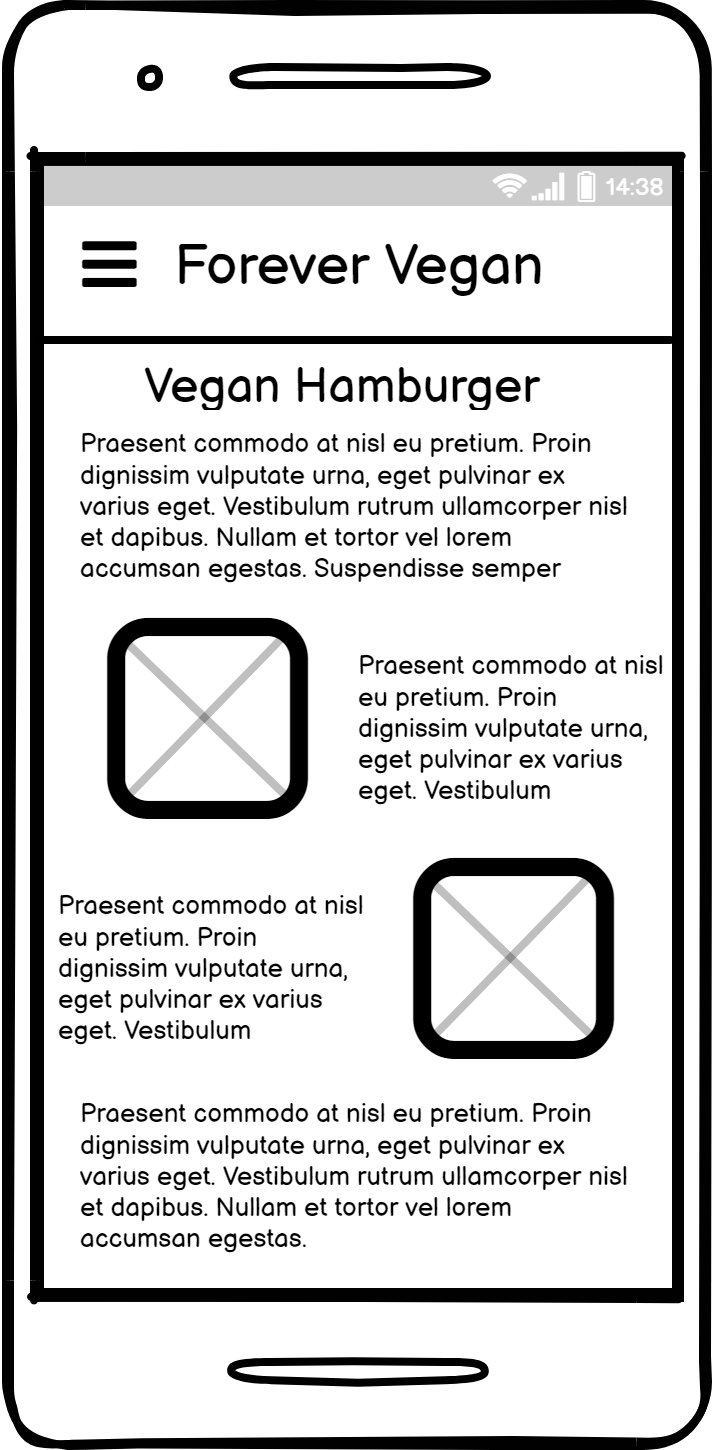 14:38
Forever Vegan
Vegan Hamburger
Praesent commodo at nisl eu pretium. Proin
dignissim vulputate urna, eget pulvinar ex
varius eget. Vestibulum rutrum ullamcorper nisl
et dapibus. Nullam et tortor vel lorem
accumsan egestas. Suspendisse semper
Praesent commodo at nisl
eu pretium. Proin
dignissim vulputate urna,
eget pulvinar ex varius
eget. Vestibulum
Praesent commodo at nisl
eu pretium. Proin
dignissim vulputate urna,
eget pulvinar ex varius
eget. Vestibulum
Praesent commodo at nisl eu pretium. Proin
dignissim vulputate urna, eget pulvinar ex
varius eget. Vestibulum rutrum ullamcorper nisl
et dapibus. Nullam et tortor vel lorem
accumsan egestas.